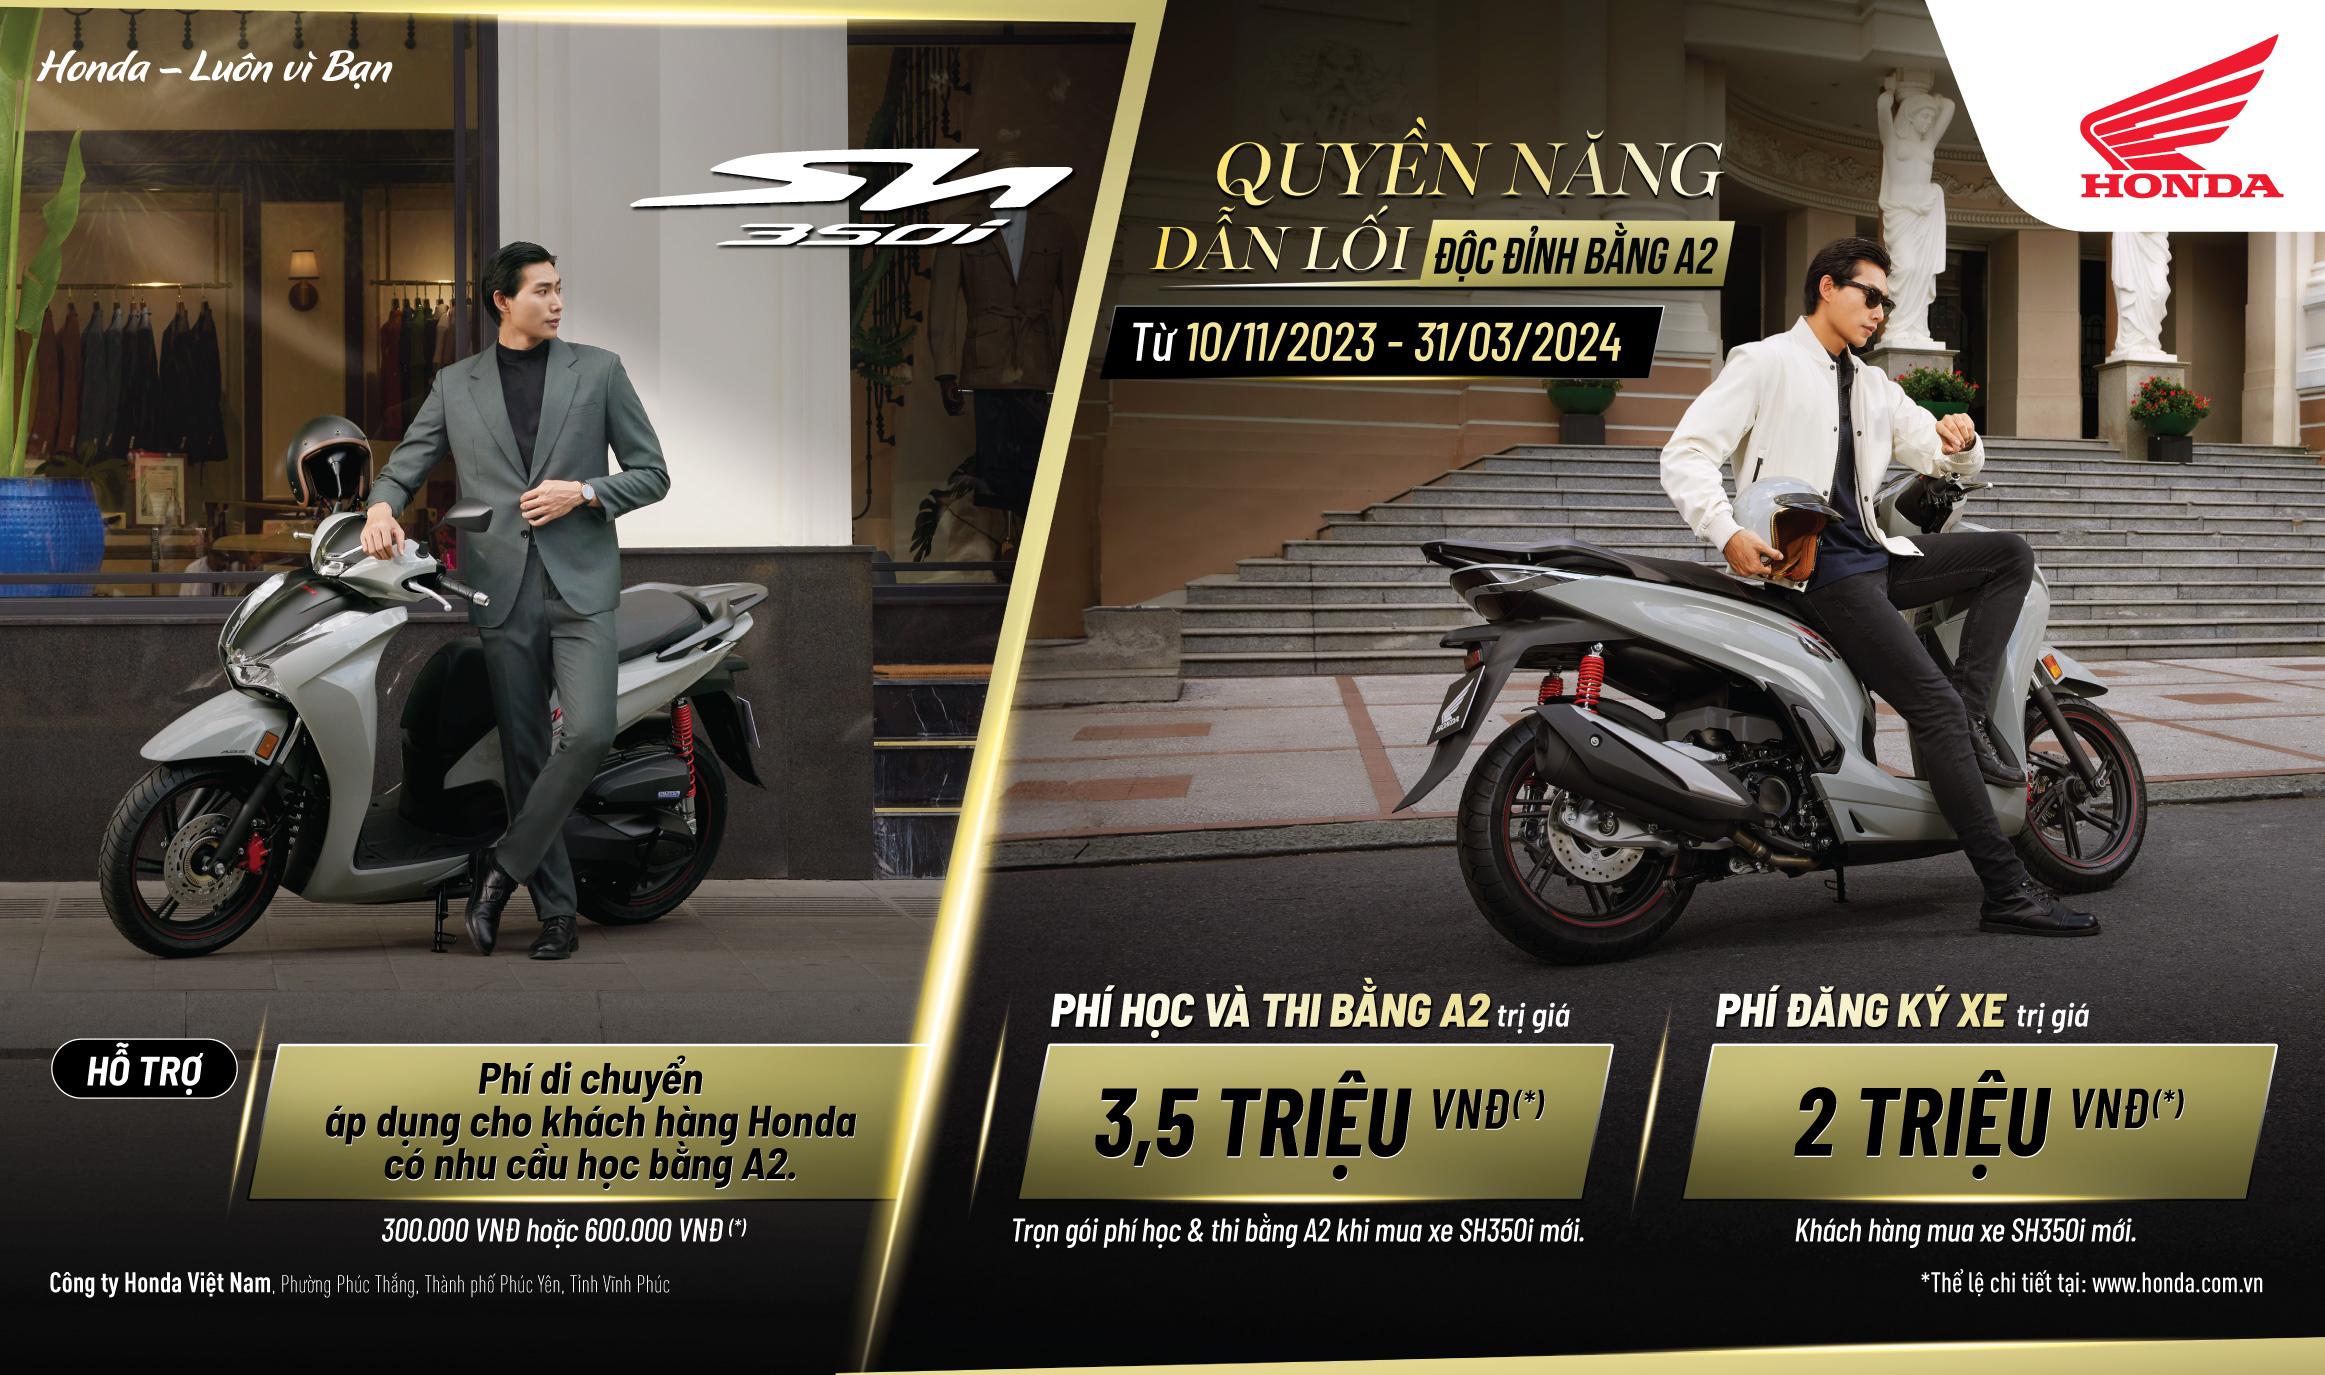 Honda – Luôn vì Bạn
SH
350i
HONDA
QUYỀN NĂNG
DẪN LỐI ĐỘC ĐỈNH BẰNG A2
Từ 10/11/2023 - 31/03/2024
HỖ TRỢ
Phí di chuyển
áp dụng cho khách hàng Honda
có nhu cầu học bằng A2.
300.000 VNĐ hoặc 600.000 VNĐ (*)
PHÍ HỌC VÀ THI BẰNG A2 trị giá
3,5 TRIỆU VNĐ(*)
Trọn gói phí học & thi bằng A2 khi mua xe SH350i mới.
PHÍ ĐĂNG KÝ XE trị giá
2 TRIỆU VNĐ(*)
Khách hàng mua xe SH350i mới.
Công ty Honda Việt Nam, Phường Phúc Thắng, Thành phố Phúc Yên, Tỉnh Vĩnh Phúc
*Thể lệ chi tiết tại: www.honda.com.vn